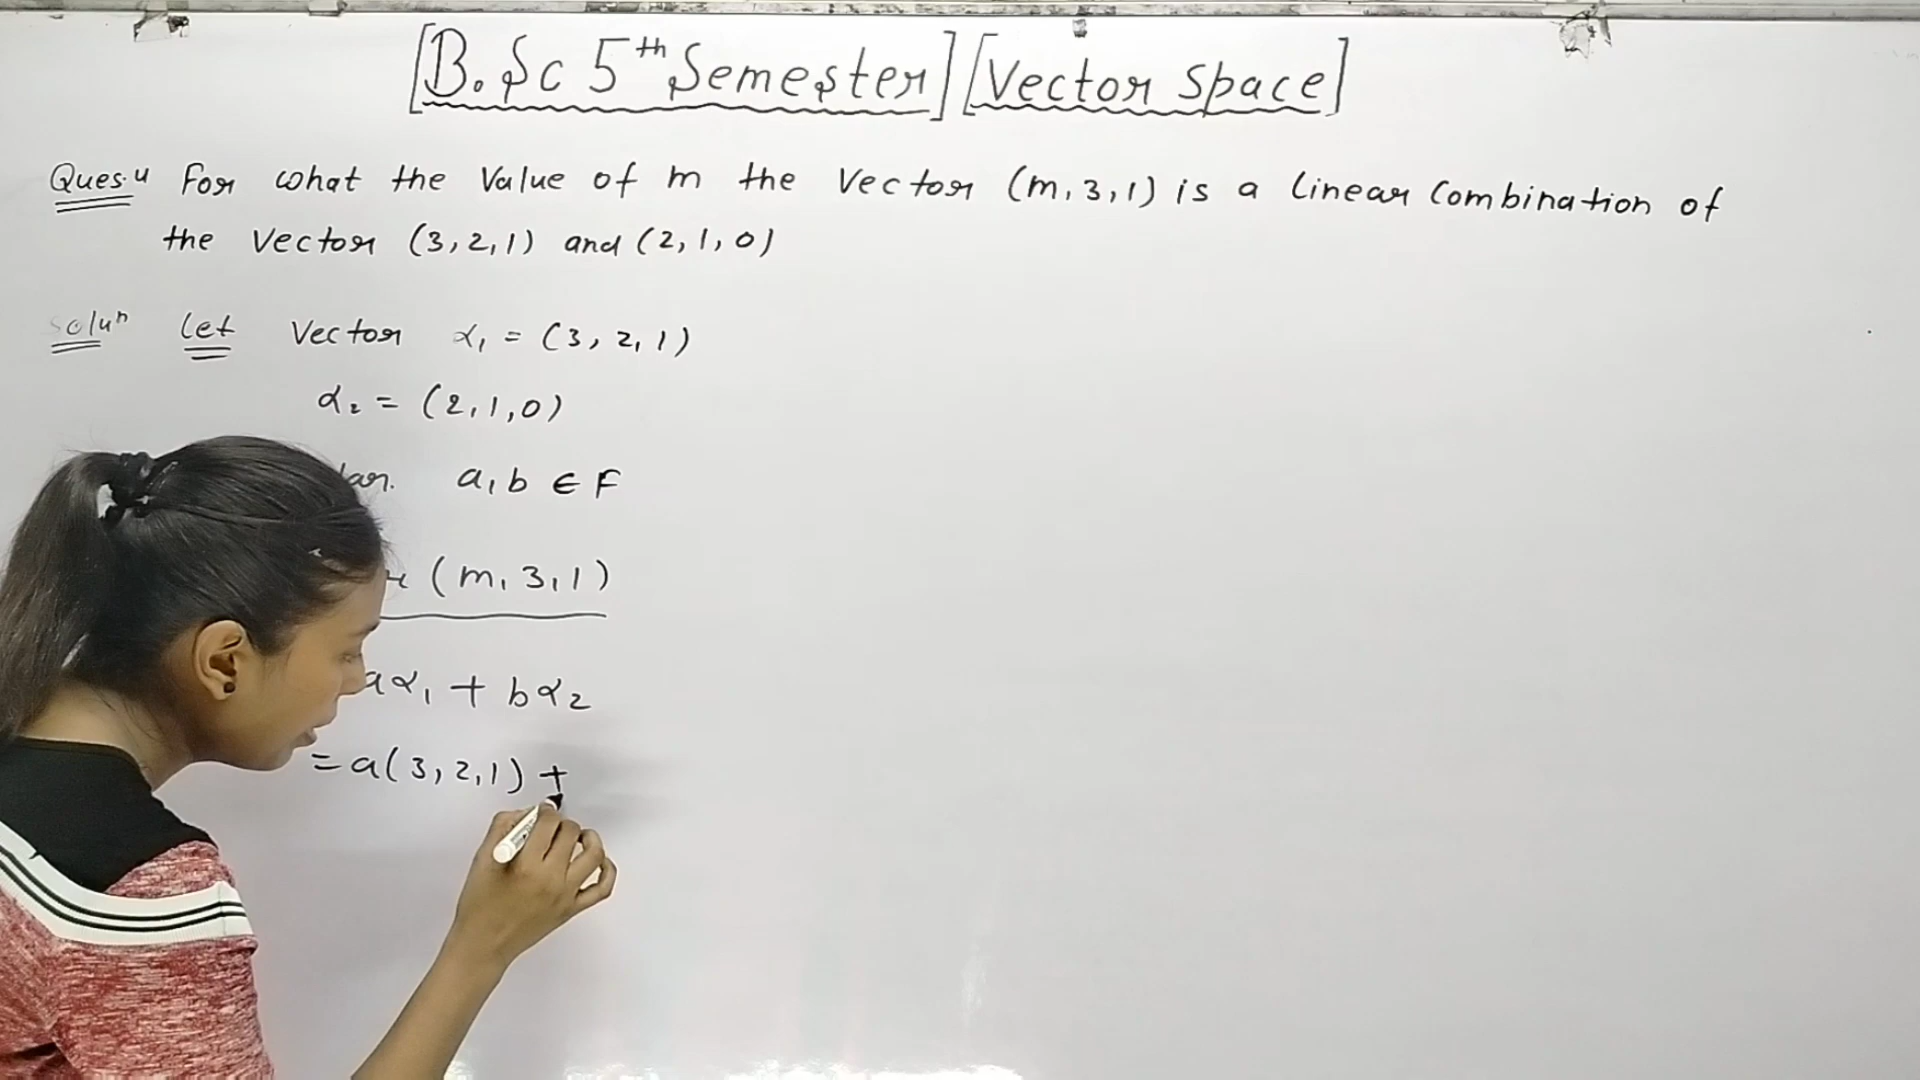 [B.Sc 5th Semester] [Vector Space]
Ques.4 For what the Value of m the Vector (m, 3, 1) is a Linear Combination of
the Vector (3, 2, 1) and (2, 1, 0)
Soluⁿ Let Vector α₁ = (3, 2, 1)
α₂ = (2, 1, 0)
a, b ∈ F
(m, 3, 1)
aα₁ + bα₂
= a(3, 2, 1) +